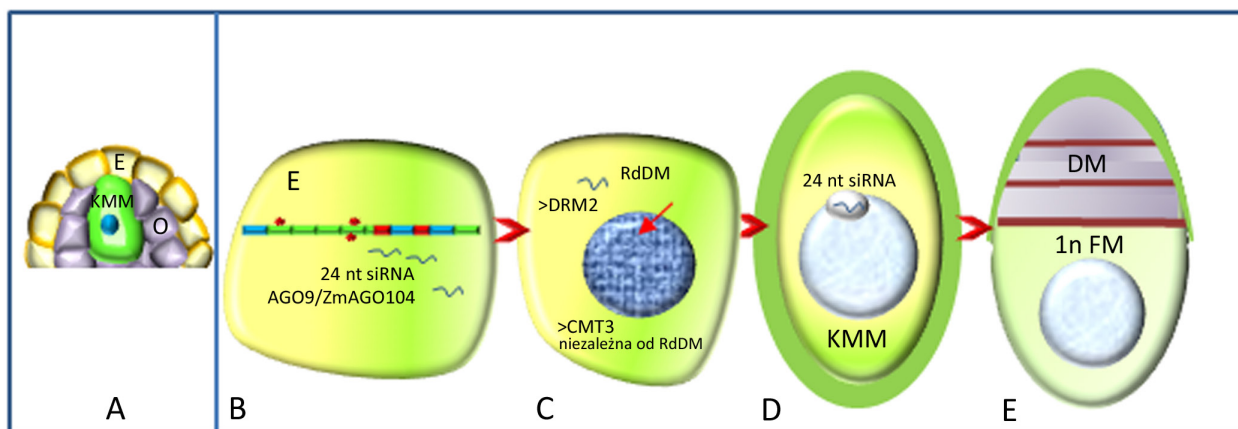 E
KMM
O
A
E
24 nt siRNA
AGO9/ZmAGO104
B
RdDM
>DRM2
>CMT3
niezależna od RdDM
C
24 nt siRNA
KMM
D
DM
1n FM
E